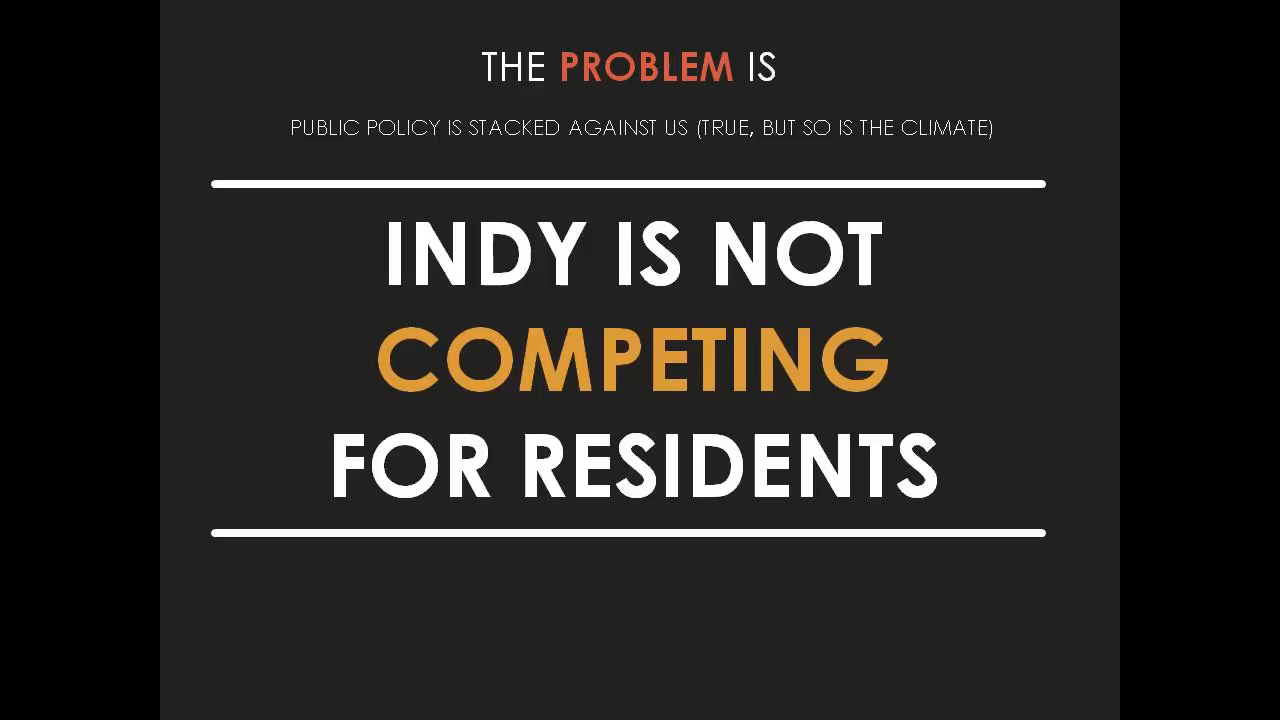 THE PROBLEM IS
PUBLIC POLICY IS STACKED AGAINST US (TRUE, BUT SO IS THE CLIMATE)
INDY IS NOT
COMPETING
FOR RESIDENTS